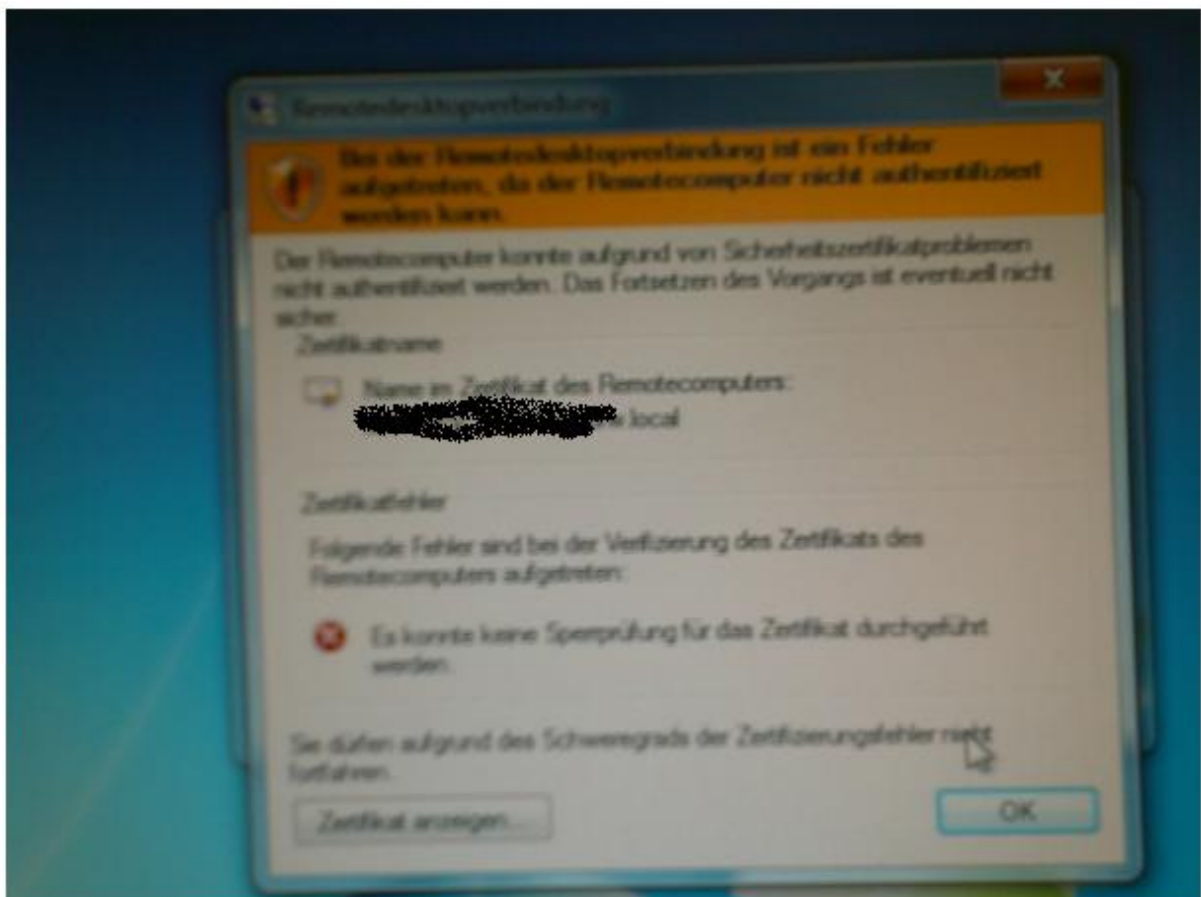 Remotedesktopverbindung
Bei der Remotedesktopverbindung ist ein Fehler
aufgetreten, da der Remotecomputer nicht authentifiziert
werden kann.
Der Remotecomputer konnte aufgrund von Sicherheitszertifikatproblemen
nicht authentifiziert werden. Das Fortsetzen des Vorgangs ist eventuell nicht
sicher.
Zertifikatname
Name im Zertifikat des Remotecomputers:
local
Zertifikatfehler
Folgende Fehler sind bei der Verifizierung des Zertifikats des
Remotecomputers aufgetreten:
Es konnte keine Sperrprüfung für das Zertifikat durchgeführt
werden.
Sie dürfen aufgrund des Schweregrads der Zertifizierungsfehler nicht
fortfahren.
Zertifikat anzeigen...
OK